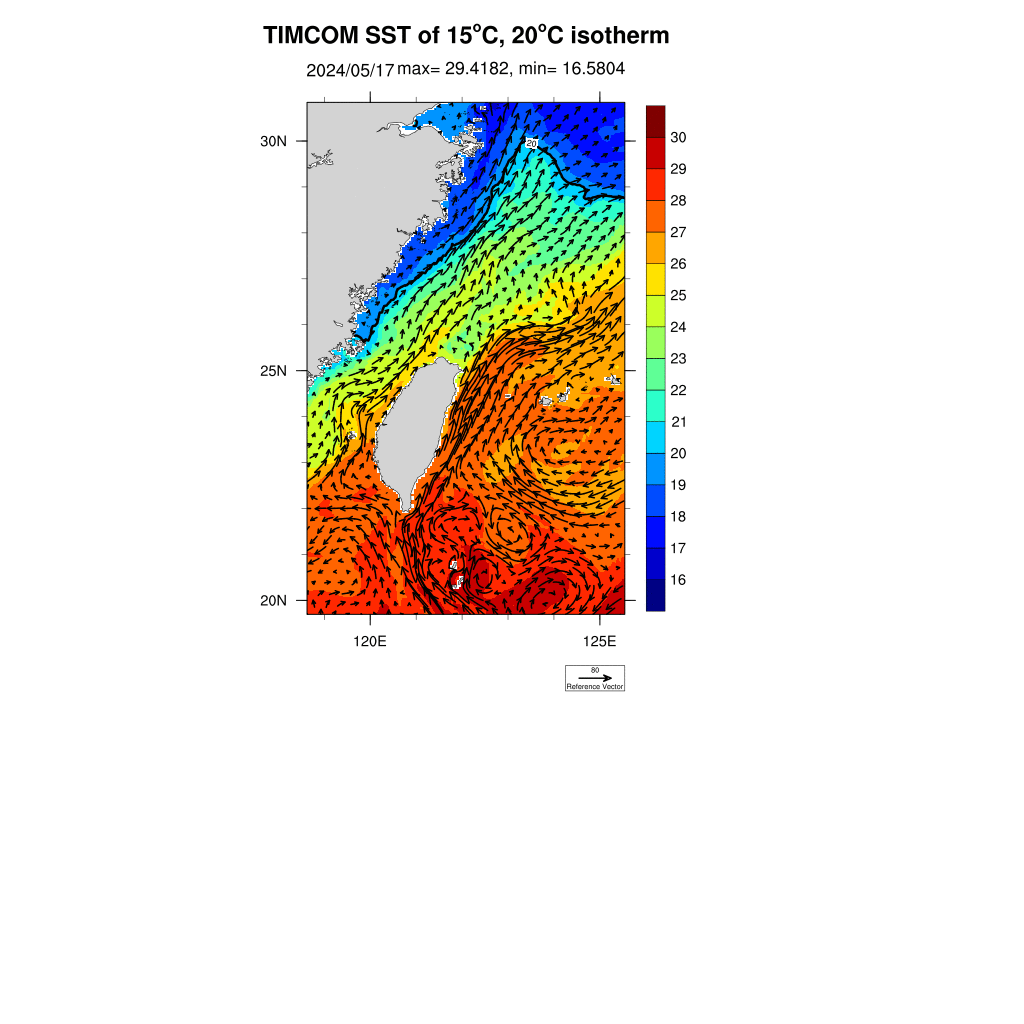 TIMCOM SST of 15°C, 20°C isotherm
2024/05/17 max= 29.4182, min= 16.5804
30N
25N
20N
120E
125E
20
30
29
28
27
26
25
24
23
22
21
20
19
18
17
16
80
Reference Vector